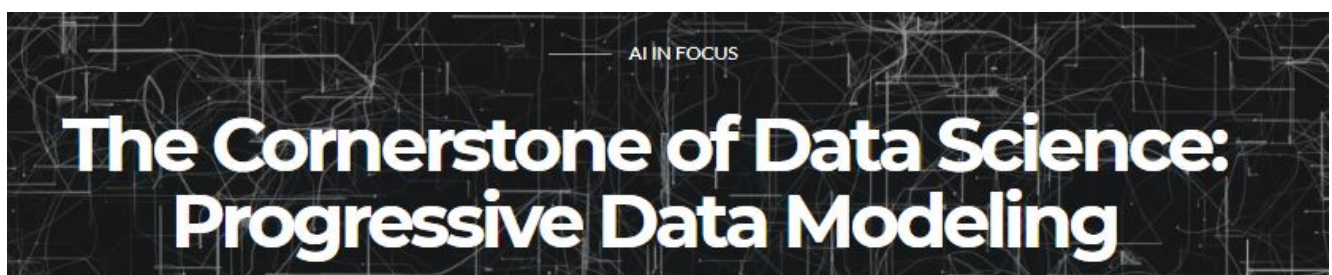 AI IN FOCUS
The Cornerstone of Data Science:
Progressive Data Modeling